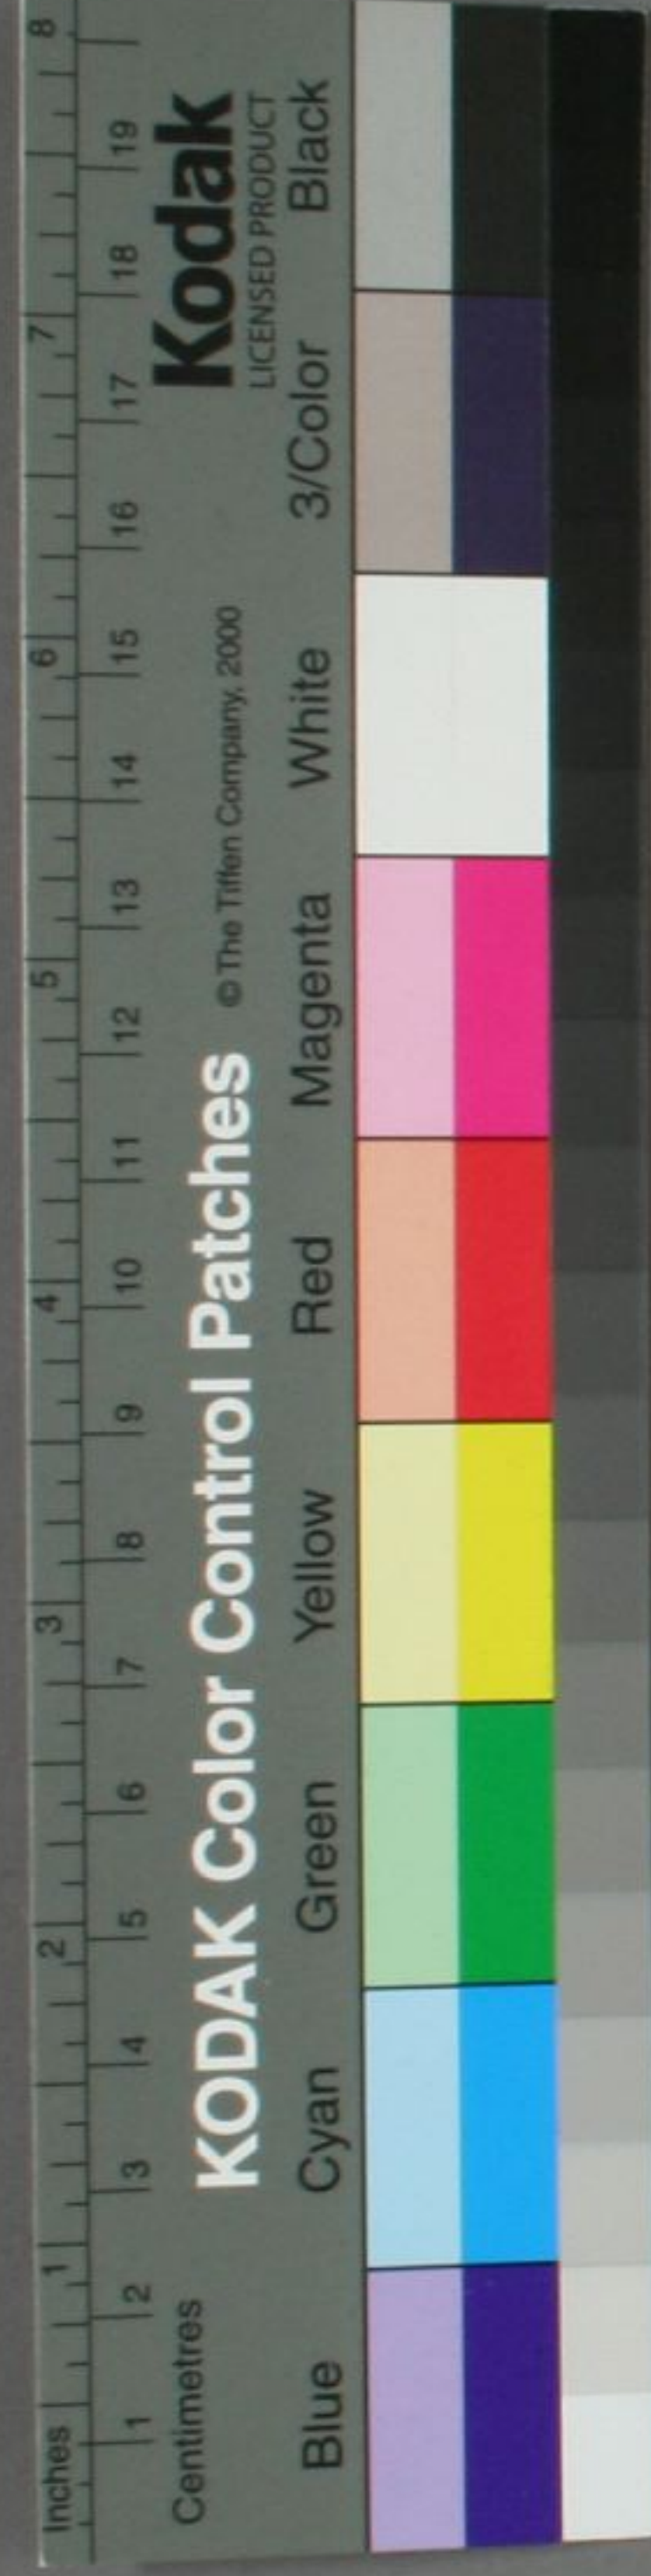 Inches 1 2 3 4 5 6 7 8
1 2 3 4 5 6 7 8 9 10 11 12 13 14 15 16 17 18 19
Centimetres
KODAK Color Control Patches
© The Tiffen Company, 2000
Kodak
LICENSED PRODUCT
Blue Cyan Green Yellow Red Magenta White 3/Color Black